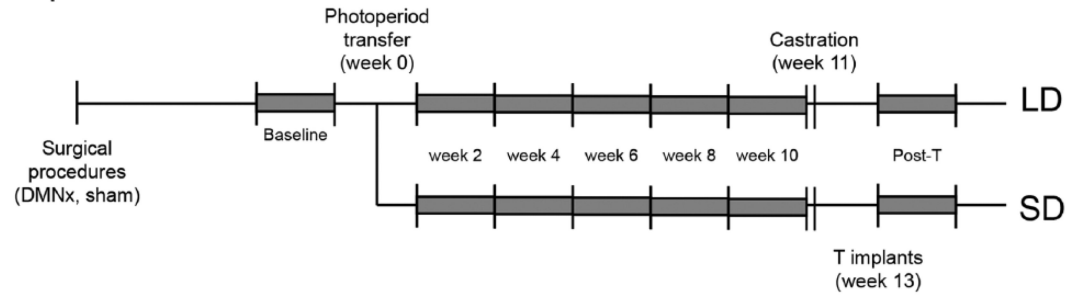 Photoperiod
transfer
(week 0)
Castration
(week 11)
LD
Baseline
Surgical
procedures
(DMNx, sham)
week 2 week 4 week 6 week 8 week 10 Post-T
SD
T implants
(week 13)